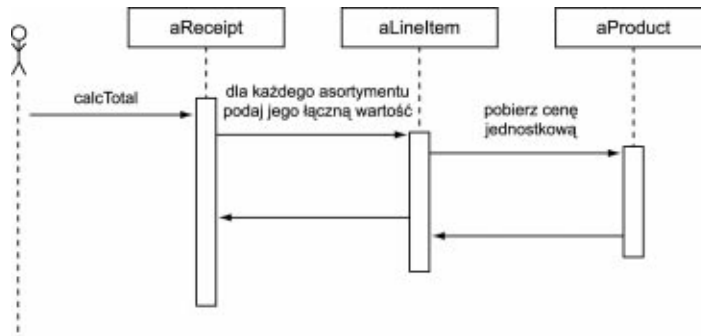 aReceipt
aLineItem
aProduct
calcTotal
dla każdego asortymentu
podaj jego łączną wartość
pobierz cenę
jednostkową